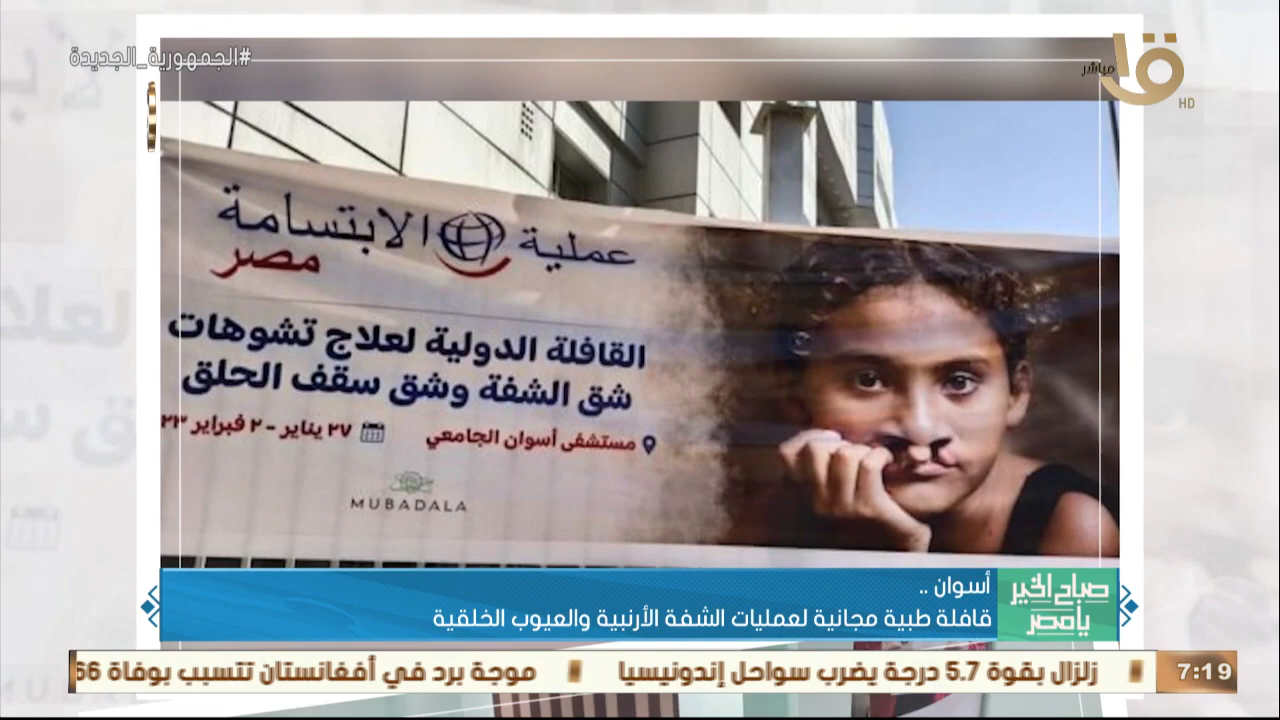 #الجمهورية_الجديدة
مباشر
HD
عملية الابتسامة
مصر
القافلة الدولية لعلاج تشوهات
شق الشفة وشق سقف الحلق
مستشفى أسوان الجامعي
٢٧ يناير - ٢ فبراير ٢٣
MUBADALA
صباح الخير
يا مصر
أسوان ..
قافلة طبية مجانية لعمليات الشفة الأرنبية والعيوب الخلقية
7:19
زلزال بقوة 5.7 درجة يضرب سواحل إندونيسيا
موجة برد في أفغانستان تتسبب بوفاة 66